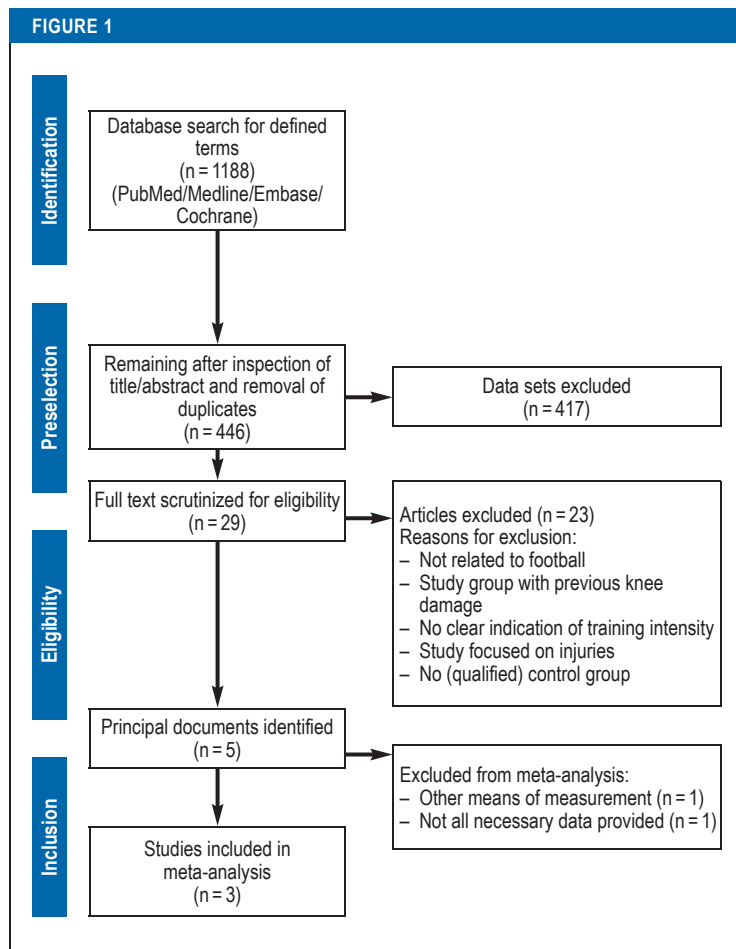 FIGURE 1
Identification
Database search for defined
terms
(n = 1188)
(PubMed/Medline/Embase/
Cochrane)
Preselection
Remaining after inspection of
title/abstract and removal of
duplicates
(n = 446)
Data sets excluded
(n = 417)
Full text scrutinized for eligibility
(n = 29)
Eligibility
Articles excluded (n = 23)
Reasons for exclusion:
– Not related to football
– Study group with previous knee
damage
– No clear indication of training intensity
– Study focused on injuries
– No (qualified) control group
Principal documents identified
(n = 5)
Inclusion
Excluded from meta-analysis:
– Other means of measurement (n = 1)
– Not all necessary data provided (n = 1)
Studies included in
meta-analysis
(n = 3)